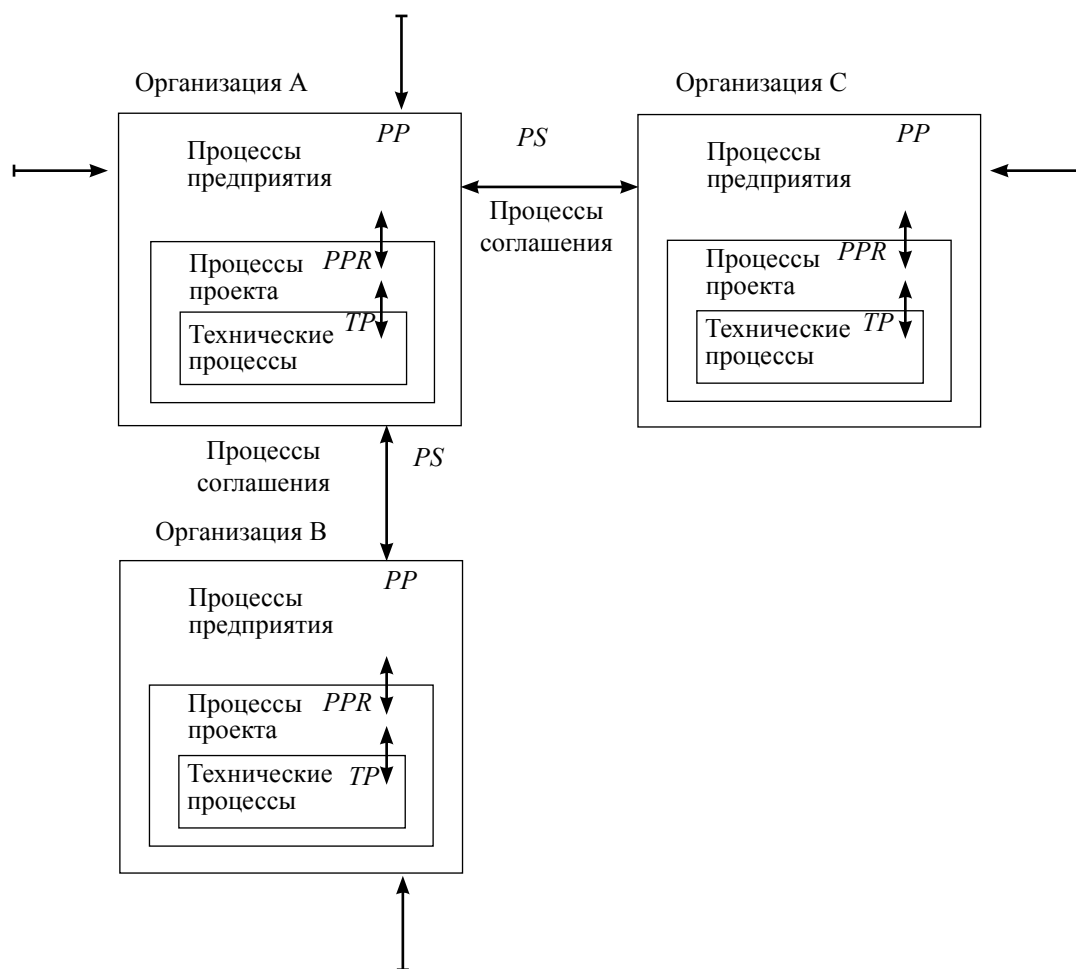 Организация А
Организация С
PP
Процессы
предприятия
PS
Процессы
соглашения
PP
Процессы
предприятия
Процессы
проекта
PPR
Технические
процессы
TP
Процессы
проекта
PPR
Технические
процессы
TP
Процессы
соглашения
PS
Организация В
PP
Процессы
предприятия
Процессы
проекта
PPR
Технические
процессы
TP